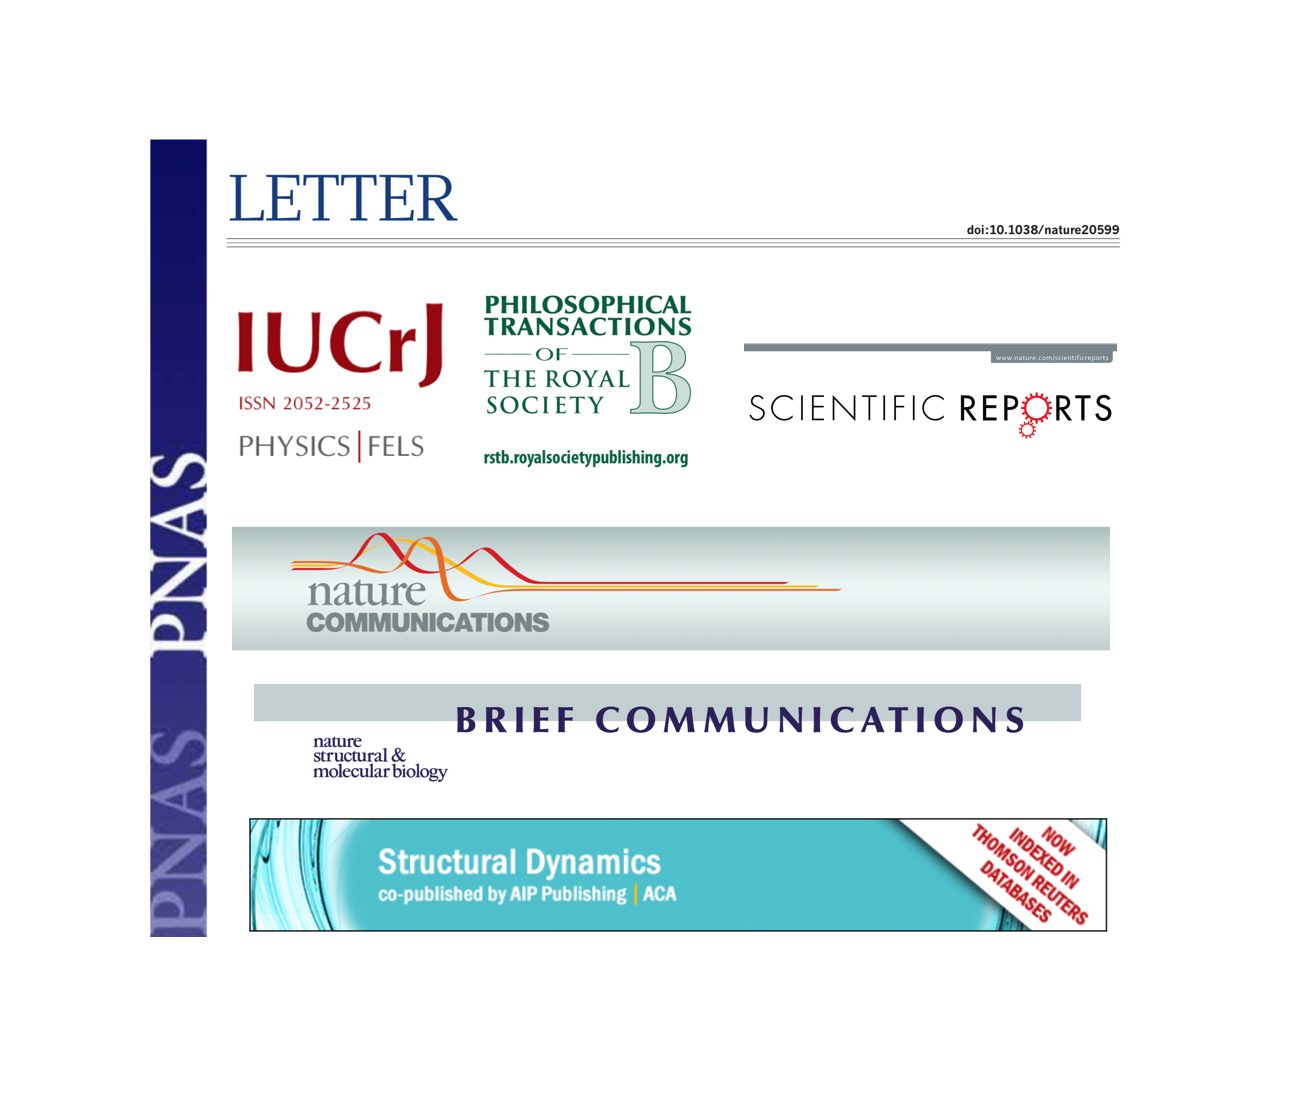 PNAS PNAS
LETTER
doi:10.1038/nature20599
IUCrJ
ISSN 2052-2525
PHYSICS|FELS
PHILOSOPHICAL
TRANSACTIONS
OF
THE ROYAL
SOCIETY
B
rstb.royalsocietypublishing.org
www.nature.com/scientificreports
SCIENTIFIC REPORTS
nature
COMMUNICATIONS
BRIEF COMMUNICATIONS
nature
structural &
molecular biology
Structural Dynamics
co-published by AIP Publishing | ACA
NOW
INDEXED IN
THOMSON REUTERS
DATABASES